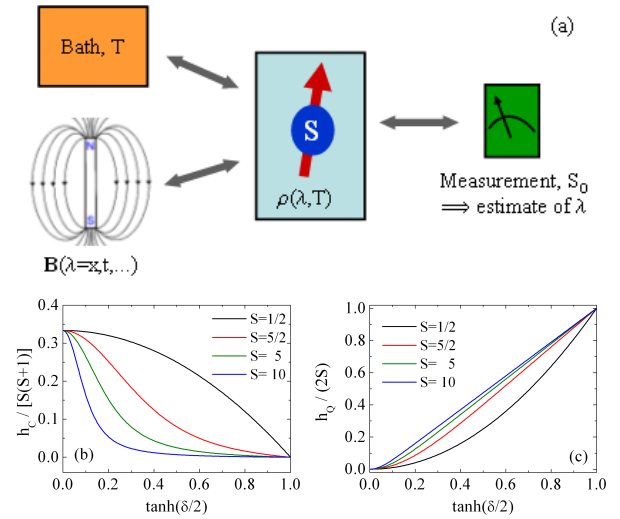 (a)
Bath, T
N
S
S
ρ(λ,T)
Measurement, S₀
⟹ estimate of λ
B(λ=x,t,...)
0.4
0.3
0.2
0.1
0.0
h_C / [S(S+1)]
S=1/2
S=5/2
S= 5
S= 10
(b)
0.0 0.2 0.4 0.6 0.8 1.0
tanh(δ/2)
1.0
0.8
0.6
0.4
0.2
0.0
h_Q / (2S)
S=1/2
S=5/2
S= 5
S= 10
(c)
0.0 0.2 0.4 0.6 0.8 1.0
tanh(δ/2)